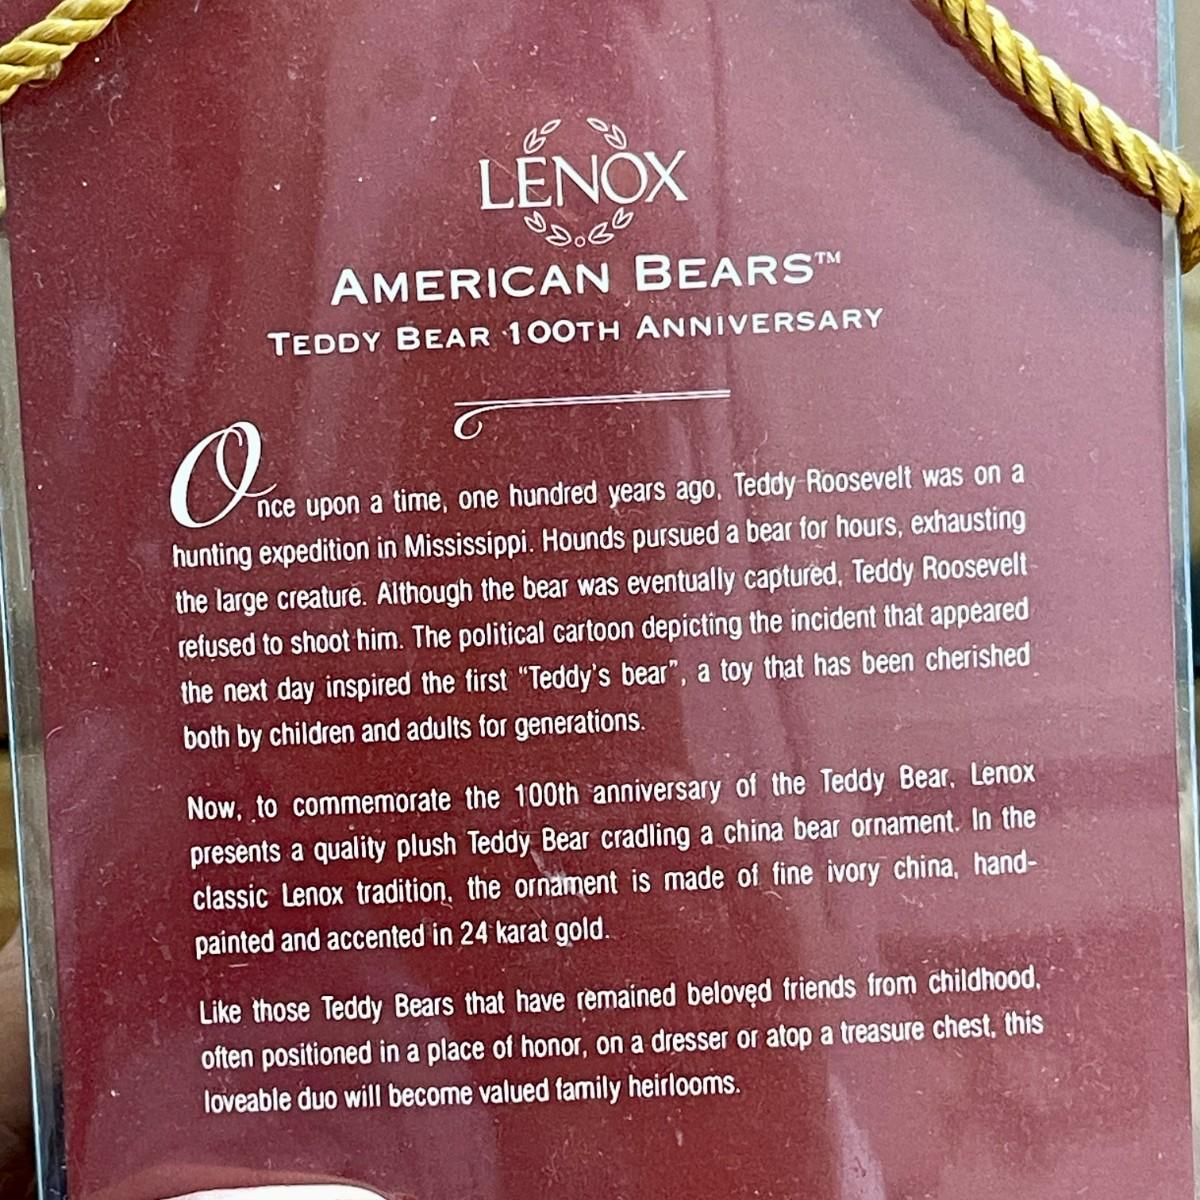 LENOX
AMERICAN BEARS™
TEDDY BEAR 100TH ANNIVERSARY
Once upon a time, one hundred years ago, Teddy Roosevelt was on a
hunting expedition in Mississippi. Hounds pursued a bear for hours, exhausting
the large creature. Although the bear was eventually captured, Teddy Roosevelt
refused to shoot him. The political cartoon depicting the incident that appeared
the next day inspired the first "Teddy's bear", a toy that has been cherished
both by children and adults for generations.
Now, to commemorate the 100th anniversary of the Teddy Bear, Lenox
presents a quality plush Teddy Bear cradling a china bear ornament. In the
classic Lenox tradition, the ornament is made of fine ivory china, hand-
painted and accented in 24 karat gold.
Like those Teddy Bears that have remained beloved friends from childhood,
often positioned in a place of honor, on a dresser or atop a treasure chest, this
loveable duo will become valued family heirlooms.